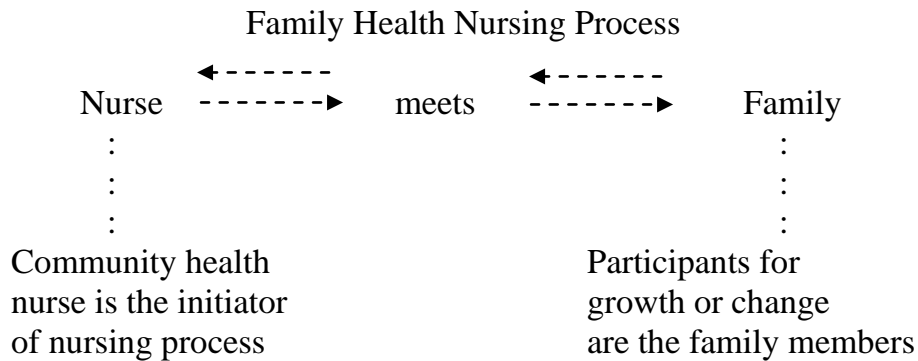 Family Health Nursing Process
Nurse meets Family
: :
: :
: :
Community health Participants for
nurse is the initiator growth or change
of nursing process are the family members